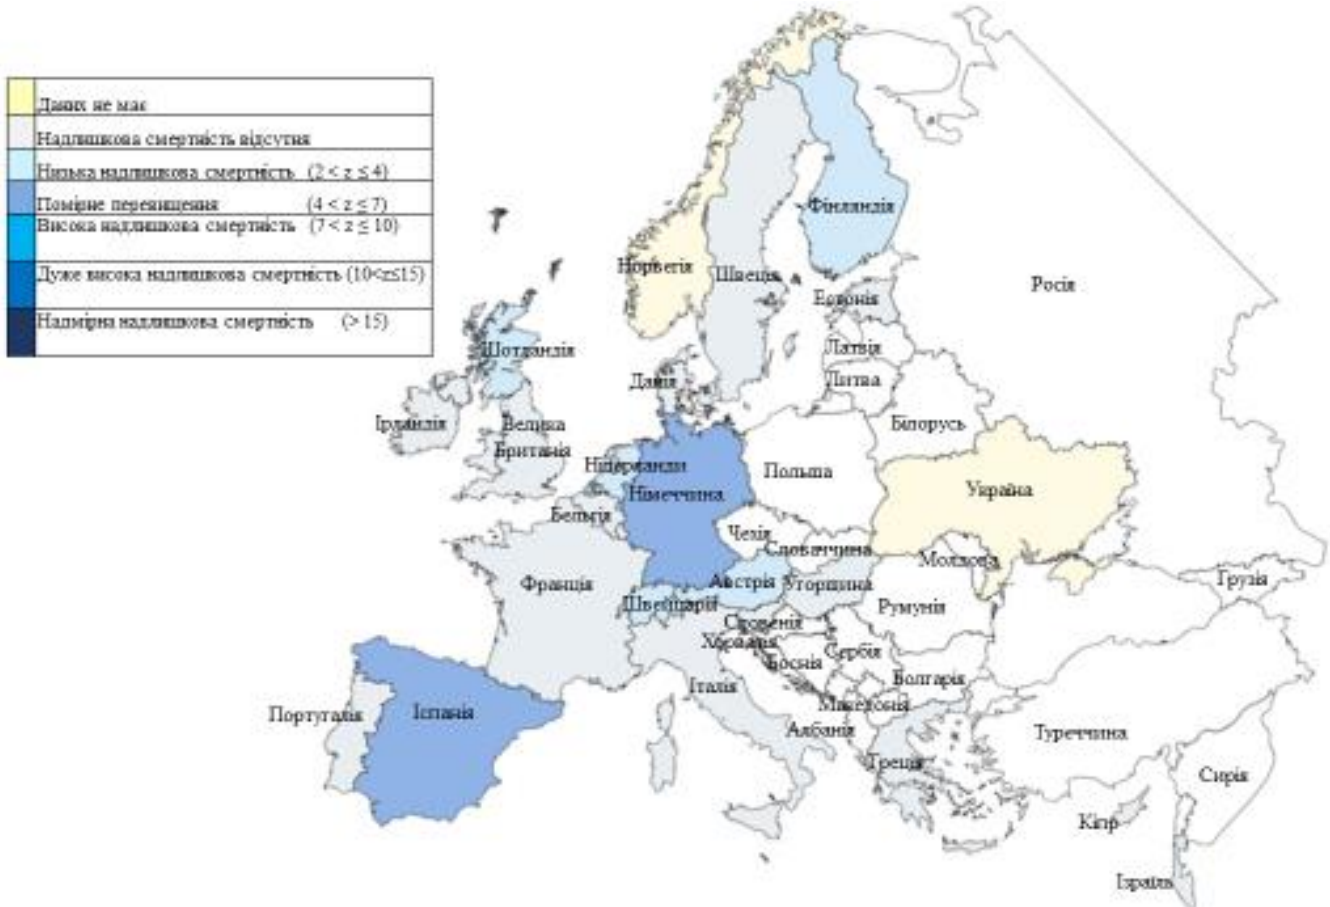 Даних не має
Надлишкова смертність відсутня
Низька надлишкова смертність (2 < z ≤ 4)
Помірне перевищення (4 < z ≤ 7)
Висока надлишкова смертність (7 < z ≤ 10)
Дуже висока надлишкова смертність (10<z≤15)
Надмірна надлишкова смертність (> 15)
Фінляндія
Норвегія
Швеція
Росія
Естонія
Шотландія
Латвія
Данія
Литва
Ірландія
Велика
Британія
Білорусь
Нідерланди
Польша
Німеччина
Україна
Бельгія
Чехія
Словаччина
Молдова
Франція
Австрія
Угорщина
Грузія
Швейцарії
Румунія
Словенія
Хорватія
Сербія
Боснія
Італія
Болгарія
Македонія
Португалія
Іспанія
Албанія
Туреччина
Греція
Сирія
Кіпр
Ізраїль